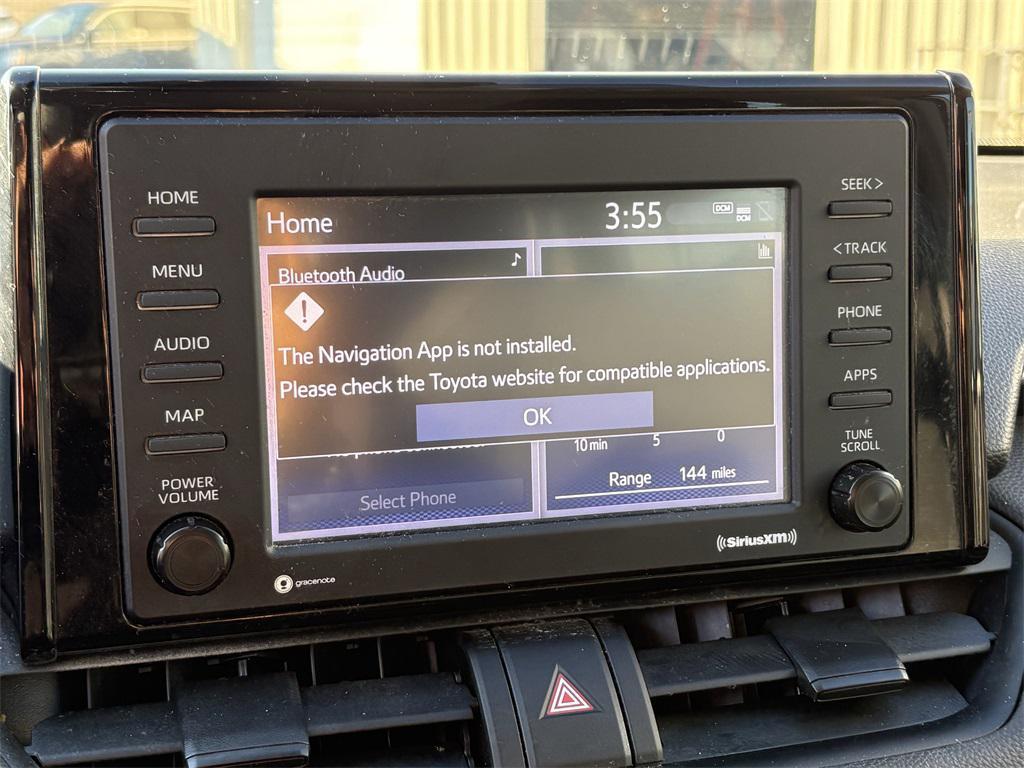 HOME
MENU
AUDIO
MAP
POWER
VOLUME
Home
3:55
DCM
DCM
Bluetooth Audio
The Navigation App is not installed.
Please check the Toyota website for compatible applications.
OK
10 min 5 0
Range 144 miles
Select Phone
SEEK >
< TRACK
PHONE
APPS
TUNE
SCROLL
gracenote
((SiriusXM))